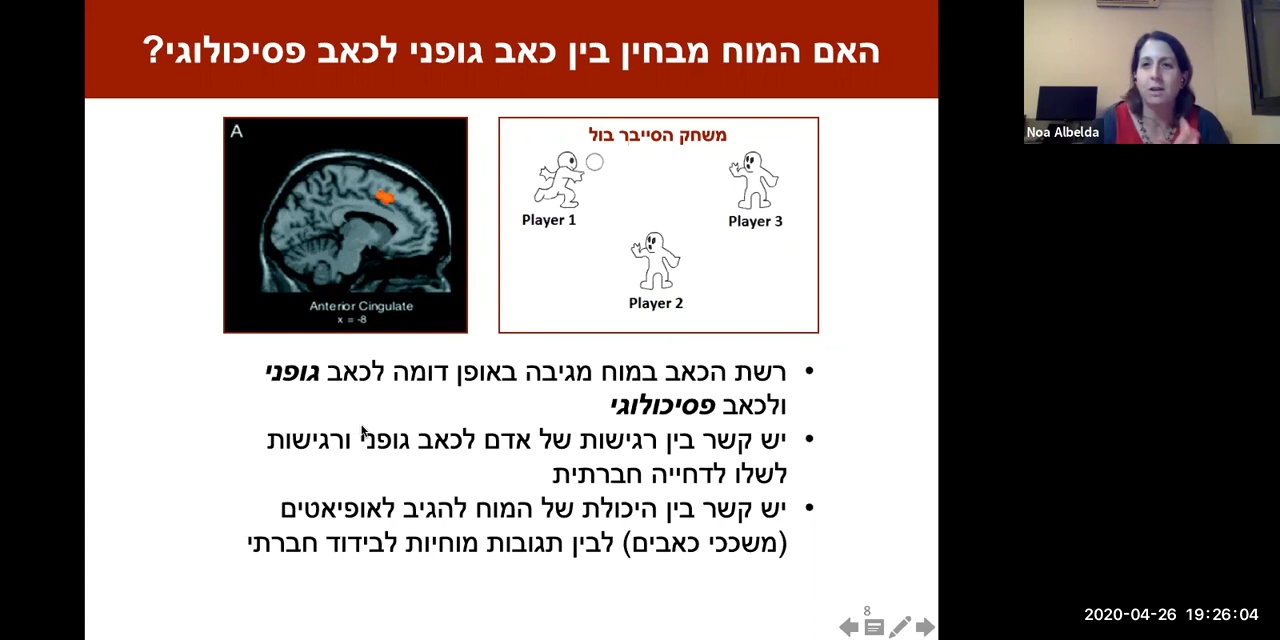 האם המוח מבחין בין כאב גופני לכאב פסיכולוגי?
A
Anterior Cingulate
x = -8
משחק הסייבר בול
Player 1
Player 3
Player 2
• רשת הכאב במוח מגיבה באופן דומה לכאב גופני
ולכאב פסיכולוגי
• יש קשר בין רגישות של אדם לכאב גופני ורגישות
לשלו לדחייה חברתית
• יש קשר בין היכולת של המוח להגיב לאופיאטים
(משככי כאבים) לבין תגובות מוחיות לבידוד חברתי
8
Noa Albelda
2020-04-26 19:26:04